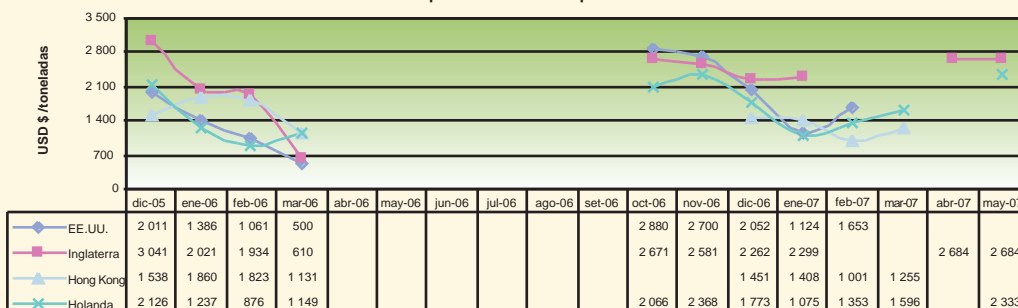 3 500
2 800
2 100
1 400
700
0
USD $ /toneladas
dic-05 ene-06 feb-06 mar-06 abr-06 may-06 jun-06 jul-06 ago-06 set-06 oct-06 nov-06 dic-06 ene-07 feb-07 mar-07 abr-07 may-07
EE.UU. 2 011 1 386 1 061 500 2 880 2 700 2 052 1 124 1 653
Inglaterra 3 041 2 021 1 934 610 2 671 2 581 2 262 2 299 2 684 2 684
Hong Kong 1 538 1 860 1 823 1 131 1 451 1 408 1 001 1 255
Holanda 2 126 1 237 876 1 149 2 066 2 368 1 773 1 075 1 353 1 596 2 333